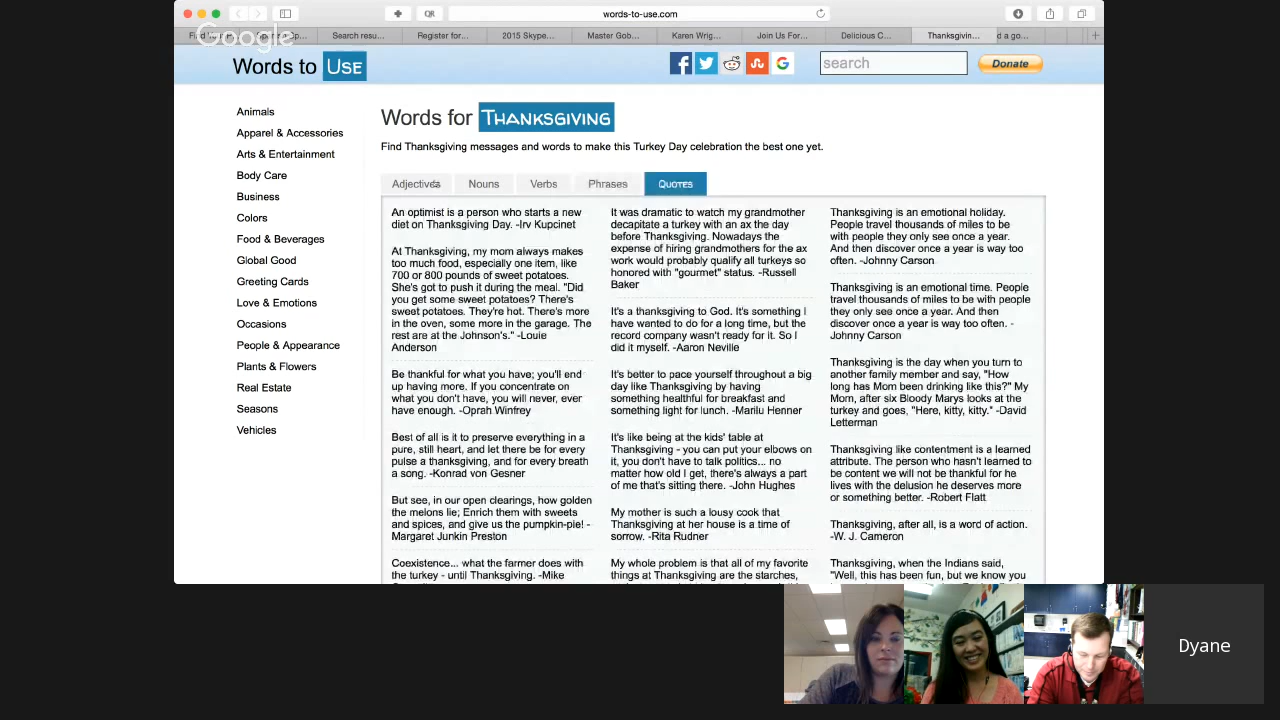 words-to-use.com
Google
Search resu...
Register for...
2015 Skype...
Master Gob...
Karen Wrig...
Join Us For...
Delicious C...
Thanksgivin...
Words to USE
search
Donate
Animals
Apparel & Accessories
Arts & Entertainment
Body Care
Business
Colors
Food & Beverages
Global Good
Greeting Cards
Love & Emotions
Occasions
People & Appearance
Plants & Flowers
Real Estate
Seasons
Vehicles
Words for THANKSGIVING
Find Thanksgiving messages and words to make this Turkey Day celebration the best one yet.
Adjectives
Nouns
Verbs
Phrases
QUOTES
An optimist is a person who starts a new
diet on Thanksgiving Day. -Irv Kupcinet
At Thanksgiving, my mom always makes
too much food, especially one item, like
700 or 800 pounds of sweet potatoes.
She's got to push it during the meal. "Did
you get some sweet potatoes? There's
sweet potatoes. They're hot. There's more
in the oven, some more in the garage. The
rest are at the Johnson's." -Louie
Anderson
Be thankful for what you have; you'll end
up having more. If you concentrate on
what you don't have, you will never, ever
have enough. -Oprah Winfrey
Best of all is it to preserve everything in a
pure, still heart, and let there be for every
pulse a thanksgiving, and for every breath
a song. -Konrad von Gesner
But see, in our open clearings, how golden
the melons lie; Enrich them with sweets
and spices, and give us the pumpkin-pie! -
Margaret Junkin Preston
Coexistence... what the farmer does with
the turkey - until Thanksgiving. -Mike
It was dramatic to watch my grandmother
decapitate a turkey with an ax the day
before Thanksgiving. Nowadays the
expense of hiring grandmothers for the ax
work would probably qualify all turkeys so
honored with "gourmet" status. -Russell
Baker
It's a thanksgiving to God. It's something I
have wanted to do for a long time, but the
record company wasn't ready for it. So I
did it myself. -Aaron Neville
It's better to pace yourself throughout a big
day like Thanksgiving by having
something healthful for breakfast and
something light for lunch. -Marilu Henner
It's like being at the kids' table at
Thanksgiving - you can put your elbows on
it, you don't have to talk politics... no
matter how old I get, there's always a part
of me that's sitting there. -John Hughes
My mother is such a lousy cook that
Thanksgiving at her house is a time of
sorrow. -Rita Rudner
My whole problem is that all of my favorite
things at Thanksgiving are the starches,
Thanksgiving is an emotional holiday.
People travel thousands of miles to be
with people they only see once a year.
And then discover once a year is way too
often. -Johnny Carson
Thanksgiving is an emotional time. People
travel thousands of miles to be with people
they only see once a year. And then
discover once a year is way too often. -
Johnny Carson
Thanksgiving is the day when you turn to
another family member and say, "How
long has Mom been drinking like this?" My
Mom, after six Bloody Marys looks at the
turkey and goes, "Here, kitty, kitty." -David
Letterman
Thanksgiving like contentment is a learned
attribute. The person who hasn't learned to
be content we will not be thankful for he
lives with the delusion he deserves more
or something better. -Robert Flatt
Thanksgiving, after all, is a word of action.
-W. J. Cameron
Thanksgiving, when the Indians said,
"Well, this has been fun, but we know you
Dyane